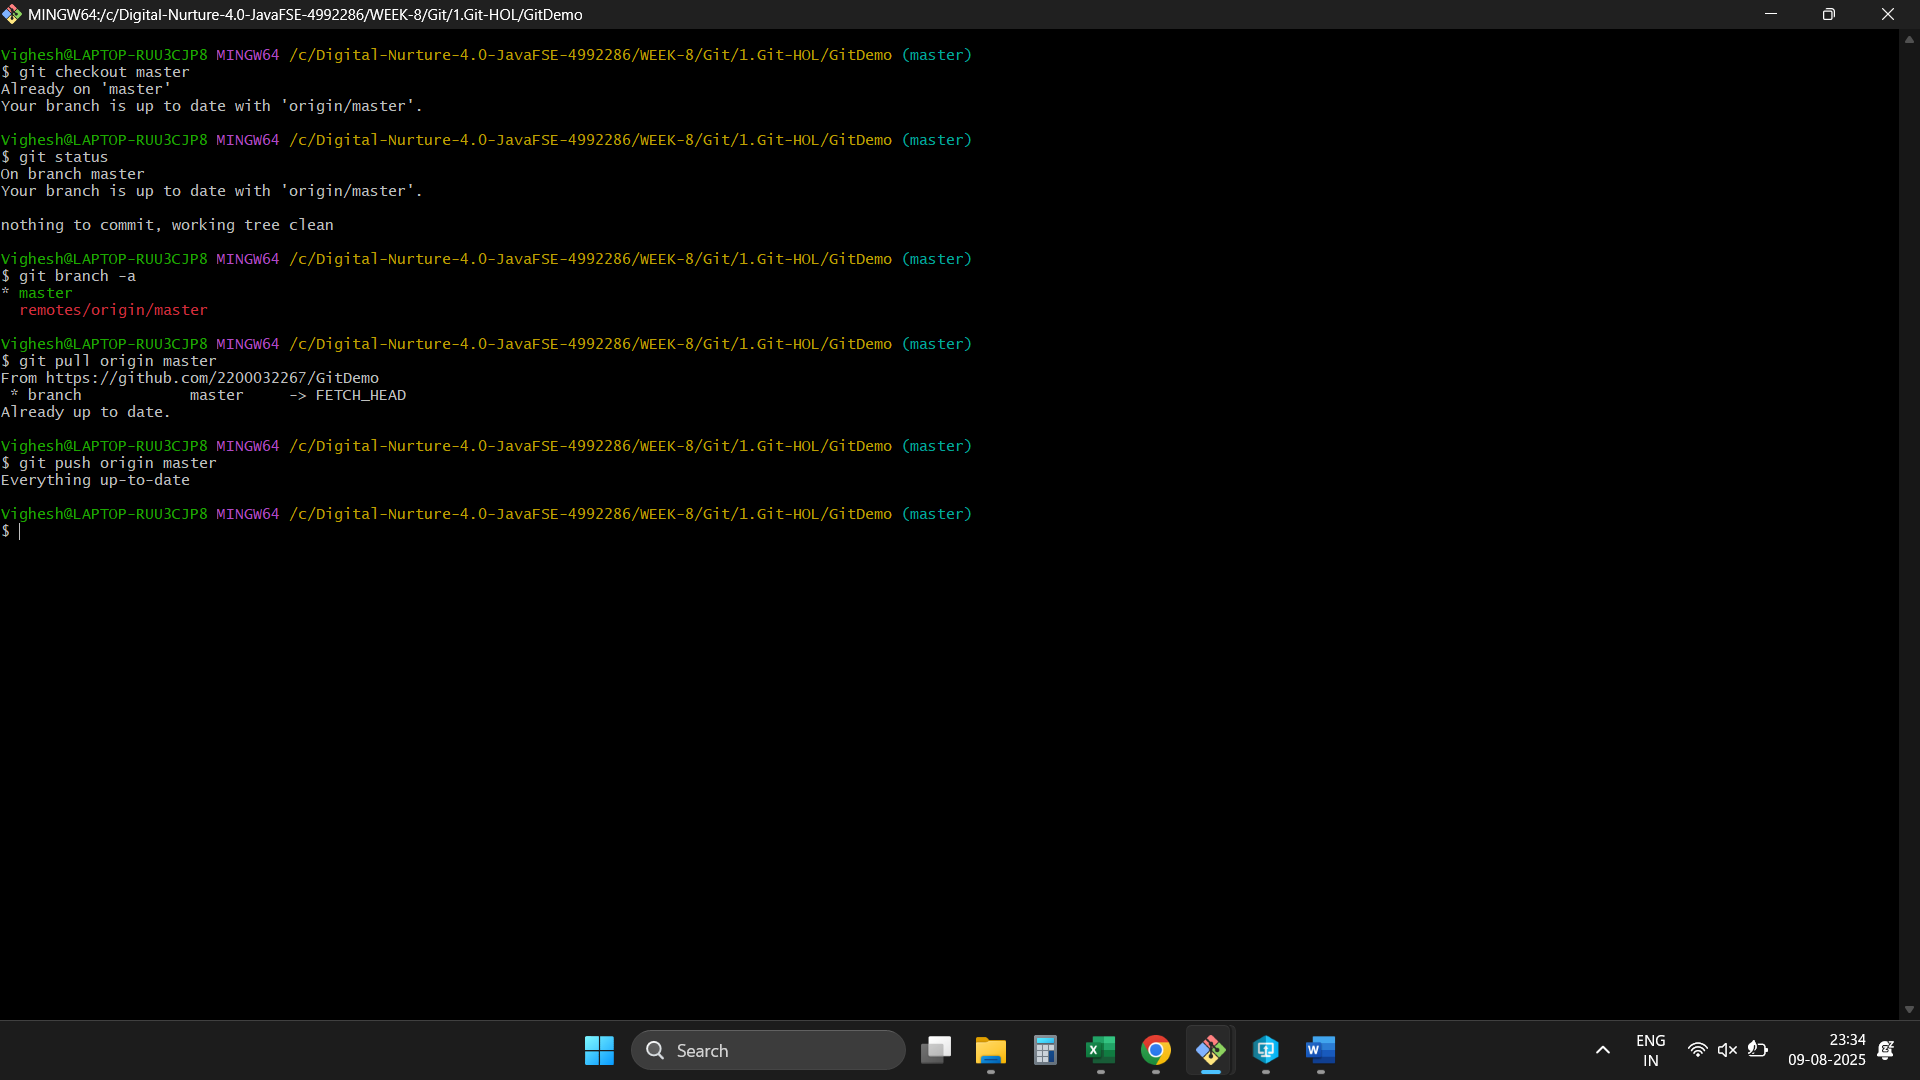 MINGW64:/c/Digital-Nurture-4.0-JavaFSE-4992286/WEEK-8/Git/1.Git-HOL/GitDemo
Vighesh@LAPTOP-RUU3CJP8 MINGW64 /c/Digital-Nurture-4.0-JavaFSE-4992286/WEEK-8/Git/1.Git-HOL/GitDemo (master)
$ git checkout master
Already on 'master'
Your branch is up to date with 'origin/master'.
Vighesh@LAPTOP-RUU3CJP8 MINGW64 /c/Digital-Nurture-4.0-JavaFSE-4992286/WEEK-8/Git/1.Git-HOL/GitDemo (master)
$ git status
On branch master
Your branch is up to date with 'origin/master'.
nothing to commit, working tree clean
Vighesh@LAPTOP-RUU3CJP8 MINGW64 /c/Digital-Nurture-4.0-JavaFSE-4992286/WEEK-8/Git/1.Git-HOL/GitDemo (master)
$ git branch -a
* master
remotes/origin/master
Vighesh@LAPTOP-RUU3CJP8 MINGW64 /c/Digital-Nurture-4.0-JavaFSE-4992286/WEEK-8/Git/1.Git-HOL/GitDemo (master)
$ git pull origin master
From https://github.com/2200032267/GitDemo
* branch master -> FETCH_HEAD
Already up to date.
Vighesh@LAPTOP-RUU3CJP8 MINGW64 /c/Digital-Nurture-4.0-JavaFSE-4992286/WEEK-8/Git/1.Git-HOL/GitDemo (master)
$ git push origin master
Everything up-to-date
Vighesh@LAPTOP-RUU3CJP8 MINGW64 /c/Digital-Nurture-4.0-JavaFSE-4992286/WEEK-8/Git/1.Git-HOL/GitDemo (master)
$
Search
ENG
IN
23:34
09-08-2025